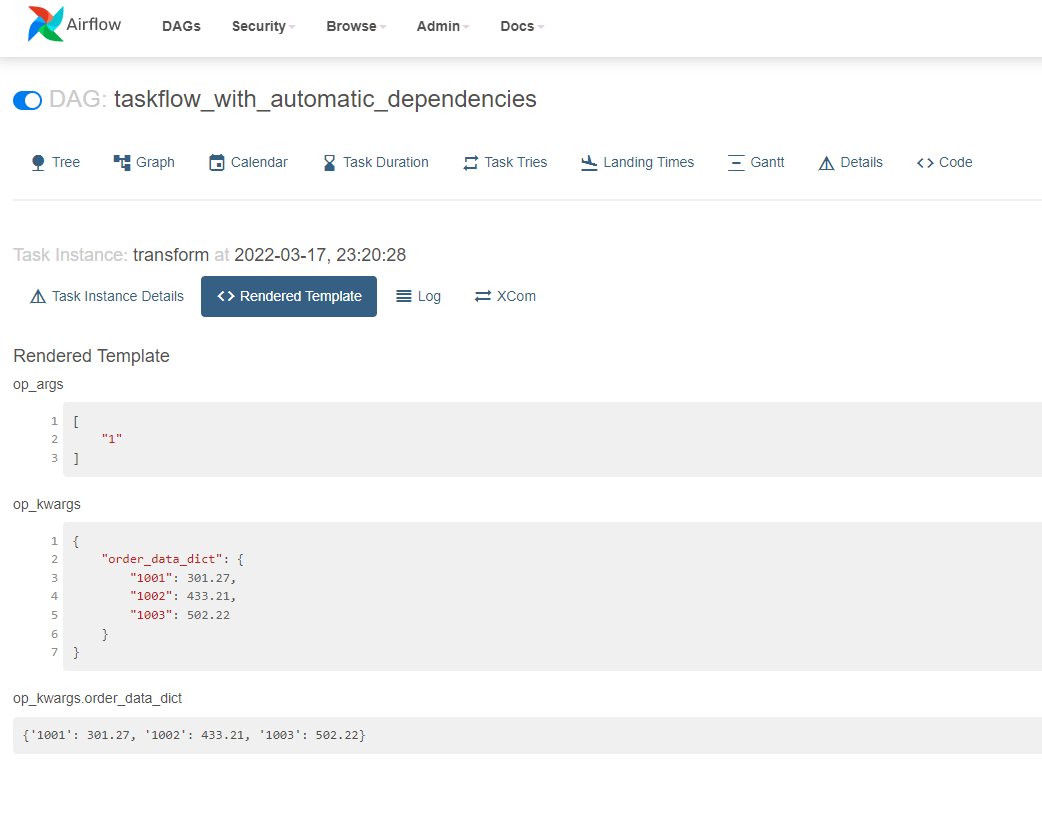 Airflow DAGs Security Browse Admin Docs
DAG: taskflow_with_automatic_dependencies
Tree Graph Calendar Task Duration Task Tries Landing Times Gantt Details <> Code
Task Instance: transform at 2022-03-17, 23:20:28
Task Instance Details <> Rendered Template Log XCom
Rendered Template
op_args
1 [
2     "1"
3 ]
op_kwargs
1 {
2     "order_data_dict": {
3         "1001": 301.27,
4         "1002": 433.21,
5         "1003": 502.22
6     }
7 }
op_kwargs.order_data_dict
{'1001': 301.27, '1002': 433.21, '1003': 502.22}